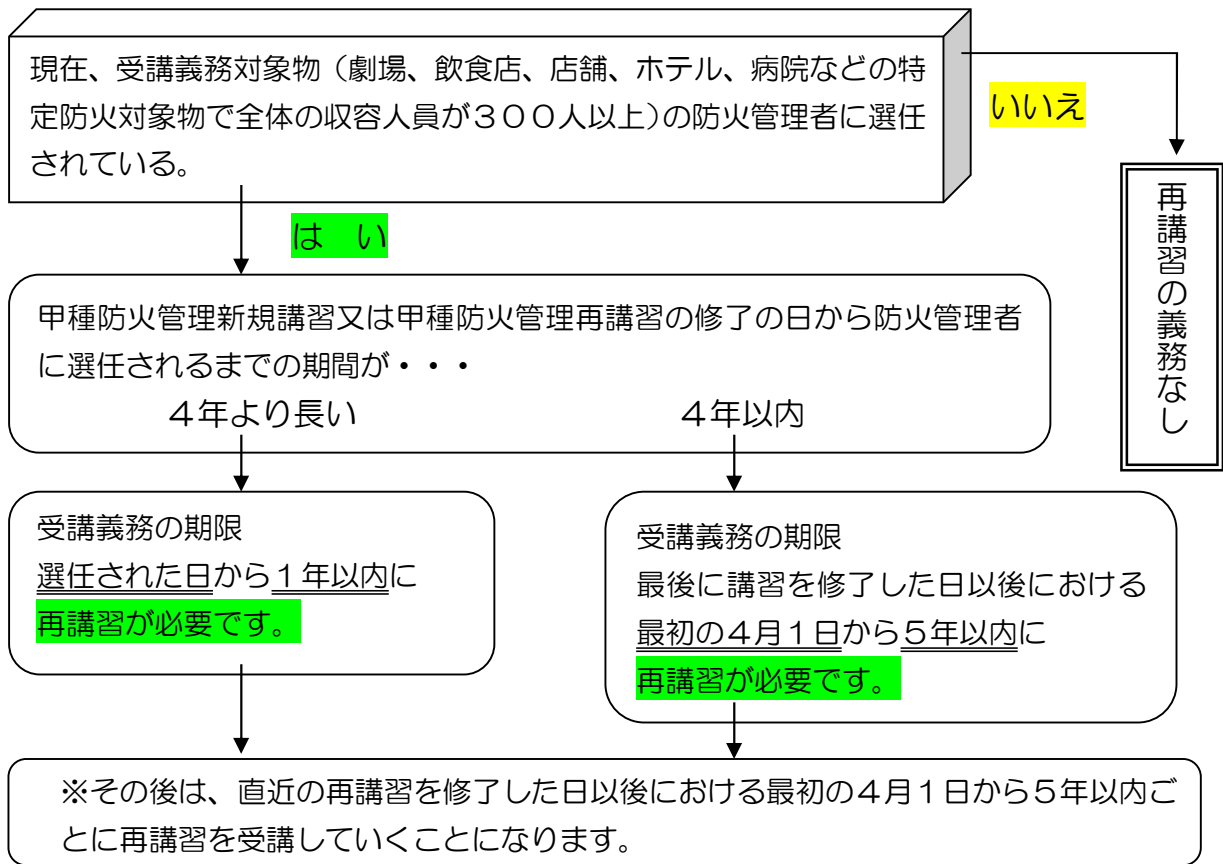 現在、受講義務対象物（劇場、飲食店、店舗、ホテル、病院などの特
定防火対象物で全体の収容人員が３００人以上）の防火管理者に選任
されている。
いいえ
再講習の義務なし
は　い
甲種防火管理新規講習又は甲種防火管理再講習の修了の日から防火管理者
に選任されるまでの期間が・・・
４年より長い
４年以内
受講義務の期限
選任された日から１年以内に
再講習が必要です。
受講義務の期限
最後に講習を修了した日以後における
最初の４月１日から５年以内に
再講習が必要です。
※その後は、直近の再講習を修了した日以後における最初の４月１日から５年以内ご
とに再講習を受講していくことになります。